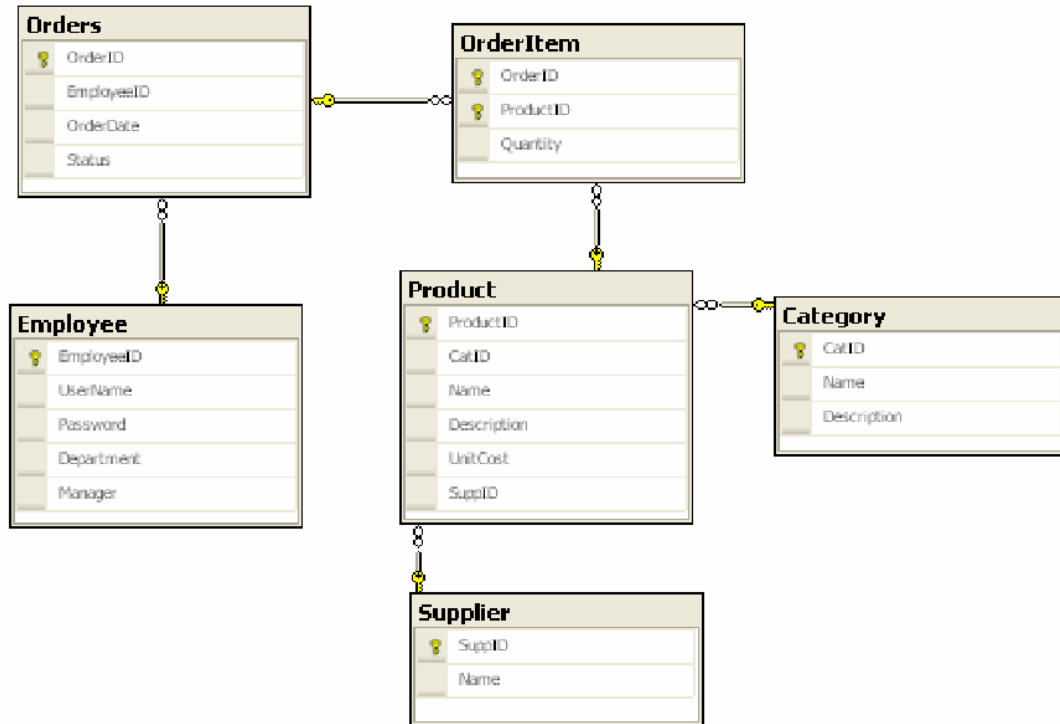 Orders
OrderID
EmployeeID
OrderDate
Status
OrderItem
OrderID
ProductID
Quantity
Employee
EmployeeID
UserName
Password
Department
Manager
Product
ProductID
CatID
Name
Description
UnitCost
SuppID
Category
CatID
Name
Description
Supplier
SuppID
Name